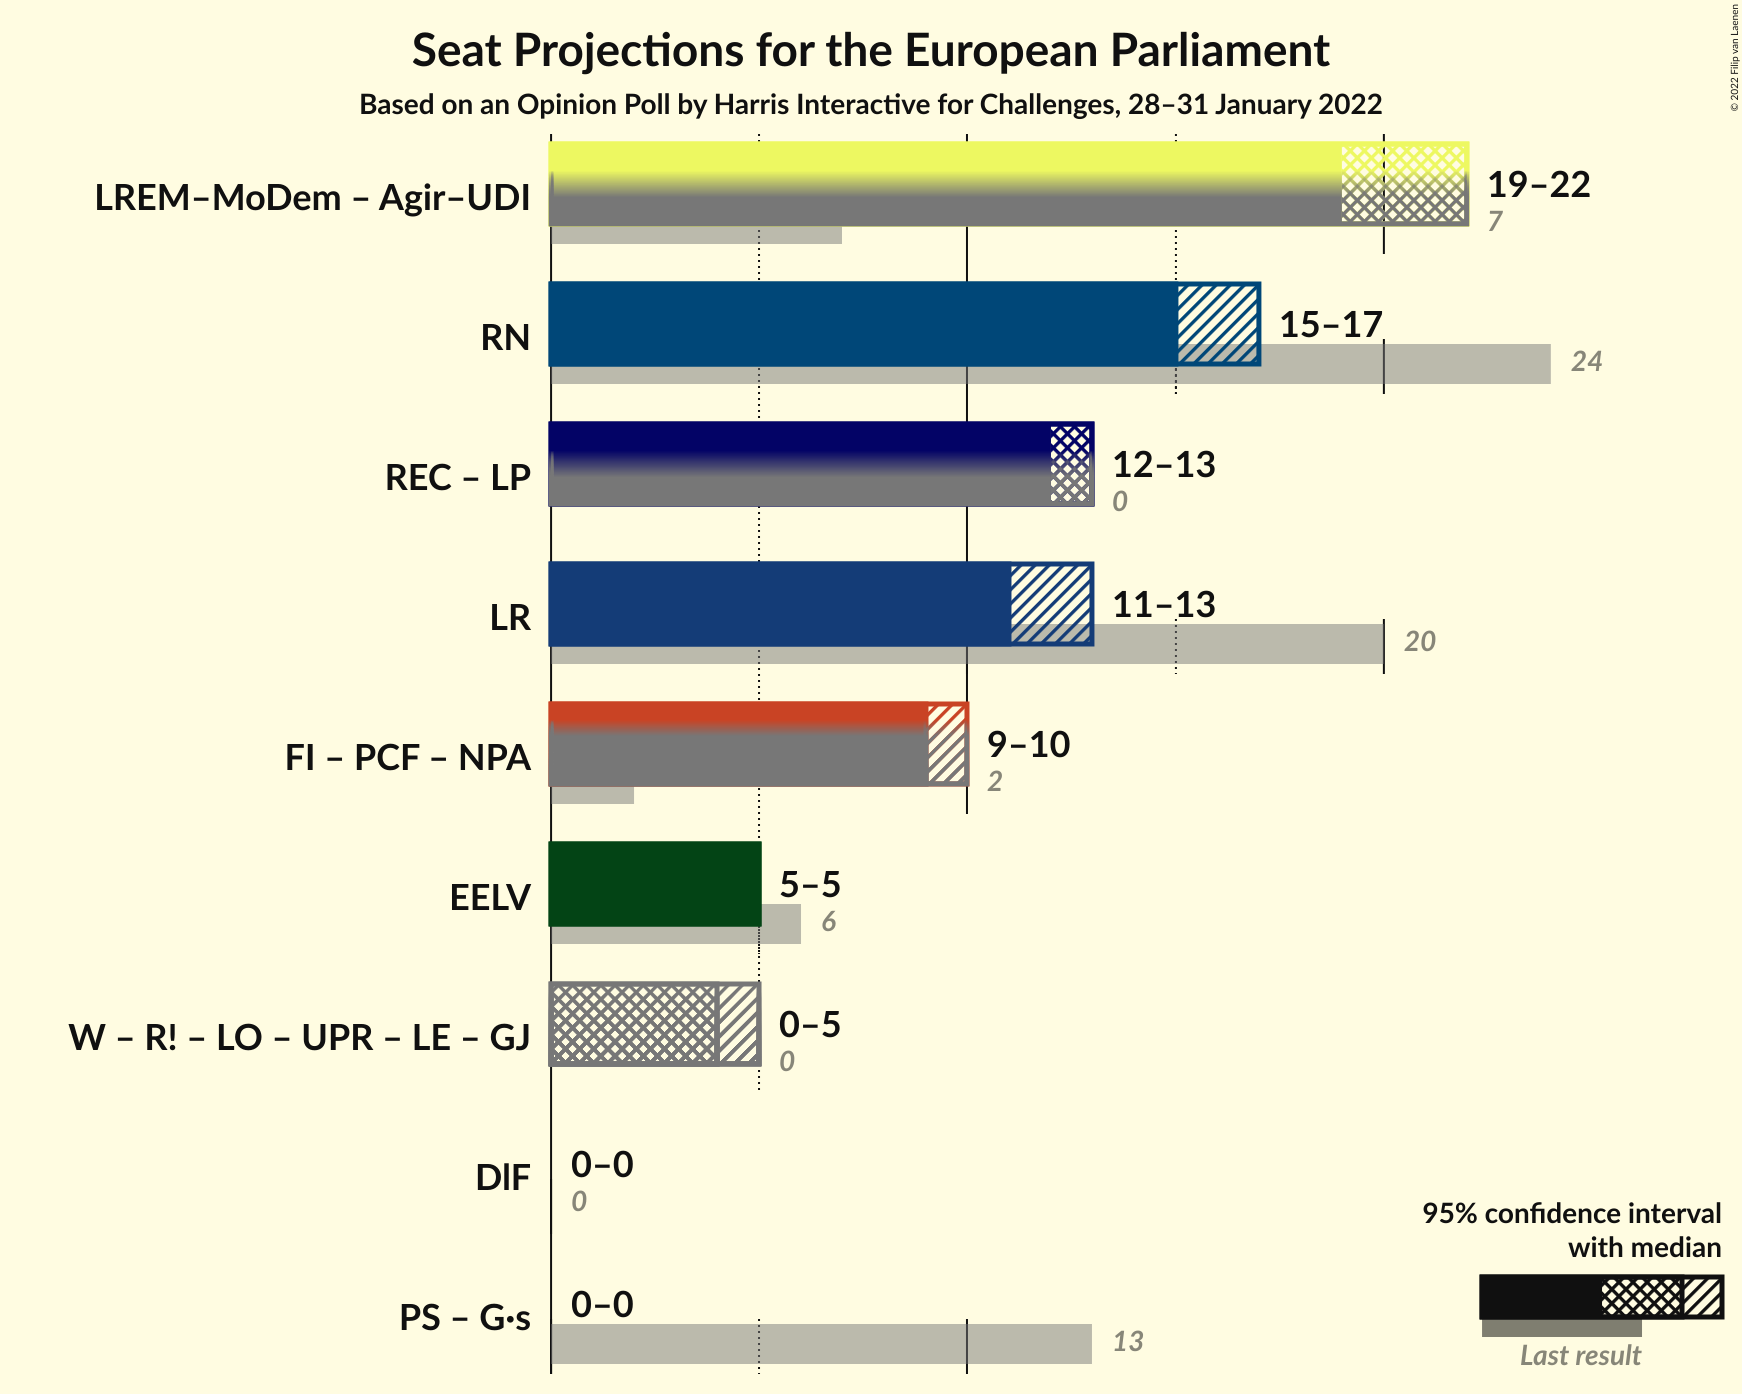 Seat Projections for the European Parliament
Based on an Opinion Poll by Harris Interactive for Challenges, 28–31 January 2022
© 2022 Filip van Laenen
LREM–MoDem – Agir–UDI
19–22
7
RN
15–17
24
REC – LP
12–13
0
LR
11–13
20
FI – PCF – NPA
9–10
2
EELV
5–5
6
W – R! – LO – UPR – LE – GJ
0–5
0
DlF
0–0
0
PS – G·s
0–0
13
95% confidence interval
with median
Last result